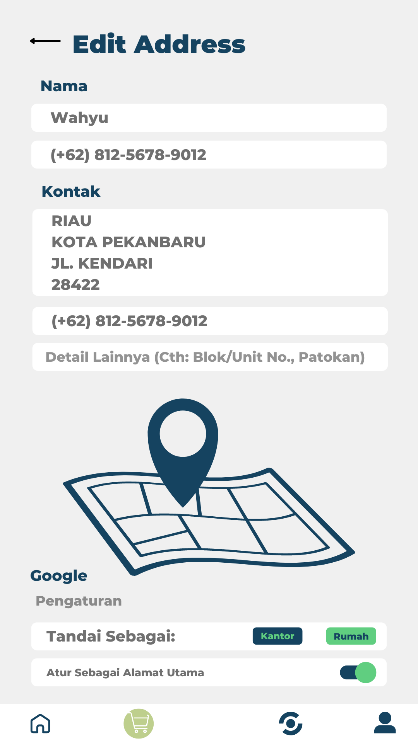 Edit Address
Nama
Wahyu
(+62) 812-5678-9012
Kontak
RIAU
KOTA PEKANBARU
JL. KENDARI
28422
(+62) 812-5678-9012
Detail Lainnya (Cth: Blok/Unit No., Patokan)
Google
Pengaturan
Tandai Sebagai: Kantor Rumah
Atur Sebagai Alamat Utama